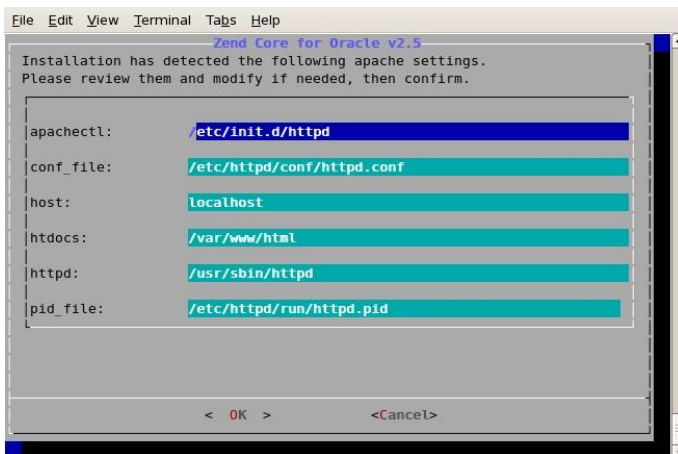 File Edit View Terminal Tabs Help
Zend Core for Oracle v2.5
Installation has detected the following apache settings.
Please review them and modify if needed, then confirm.
apachectl: /etc/init.d/httpd
conf_file: /etc/httpd/conf/httpd.conf
host: localhost
htdocs: /var/www/html
httpd: /usr/sbin/httpd
pid_file: /etc/httpd/run/httpd.pid
< OK > <Cancel>